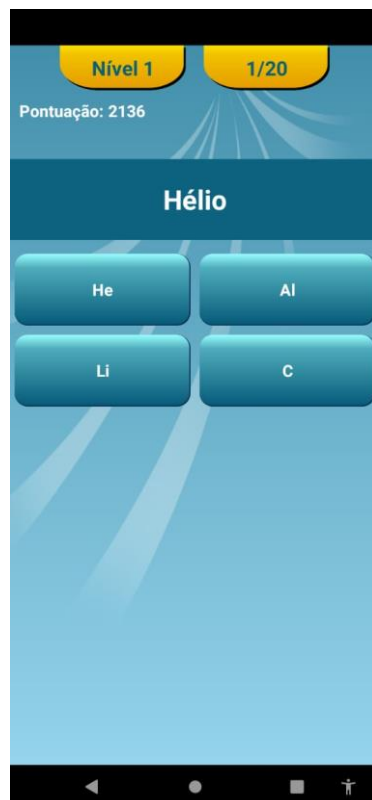 Nível 1
1/20
Pontuação: 2136
Hélio
He
Al
Li
C